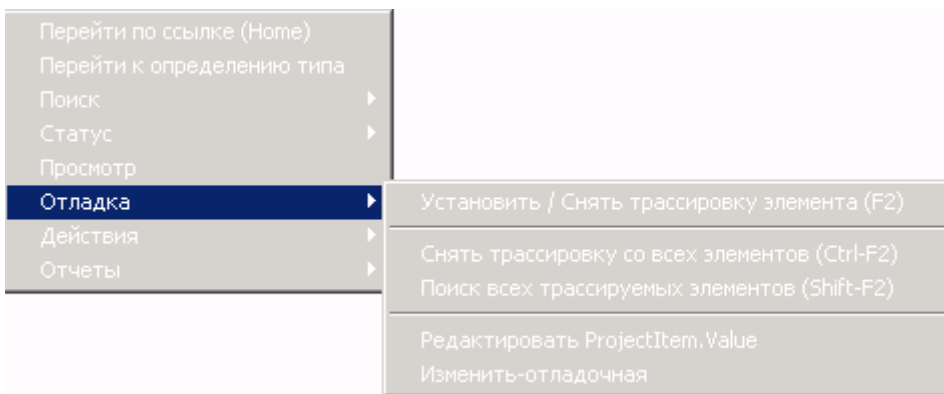 Перейти по ссылке (Home)
Перейти к определению типа
Поиск
Статус
Просмотр
Отладка
Действия
Отчеты
Установить / Снять трассировку элемента (F2)
Снять трассировку со всех элементов (Ctrl-F2)
Поиск всех трассируемых элементов (Shift-F2)
Редактировать ProjectItem.Value
Изменить-отладочная